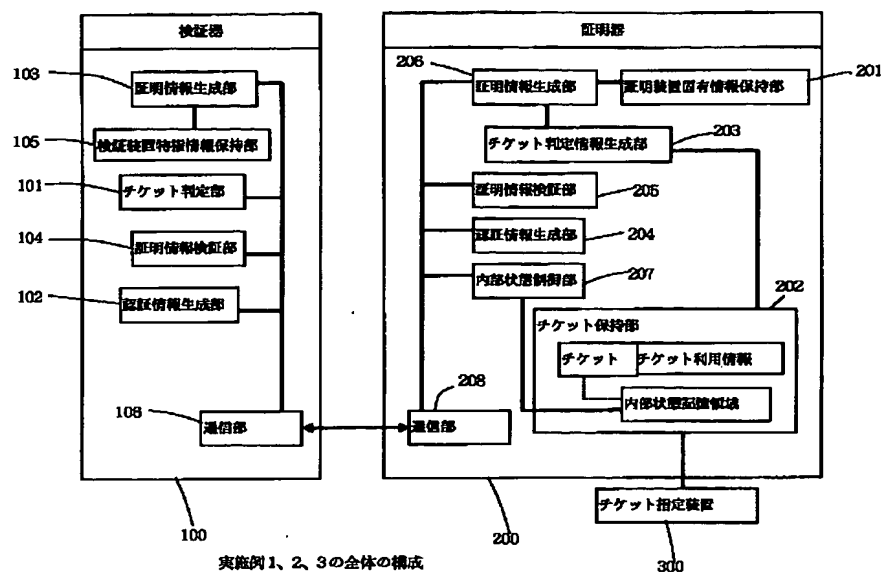 検証器
証明器
103
証明情報生成部
105
検証装置特権情報保持部
101
チケット判定部
104
証明情報検証部
102
認証情報生成部
108
通信部
100
206
証明情報生成部
証明装置固有情報保持部
201
チケット判定情報生成部
203
証明情報検証部
205
認証情報生成部
204
内部状態制御部
207
202
チケット保持部
チケット
チケット利用情報
内部状態記憶領域
208
通信部
200
チケット指定装置
300
実施例1、2、3の全体の構成